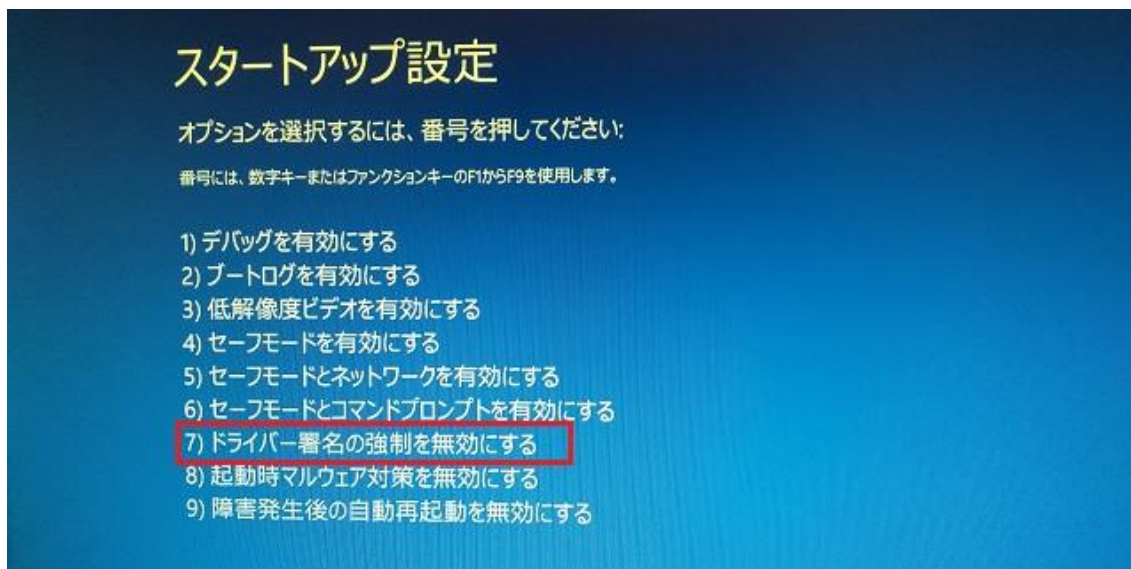 スタートアップ設定
オプションを選択するには、番号を押してください:
番号には、数字キーまたはファンクションキーのF1からF9を使用します。
1) デバッグを有効にする
2) ブートログを有効にする
3) 低解像度ビデオを有効にする
4) セーフモードを有効にする
5) セーフモードとネットワークを有効にする
6) セーフモードとコマンドプロンプトを有効にする
7) ドライバー署名の強制を無効にする
8) 起動時マルウェア対策を無効にする
9) 障害発生後の自動再起動を無効にする